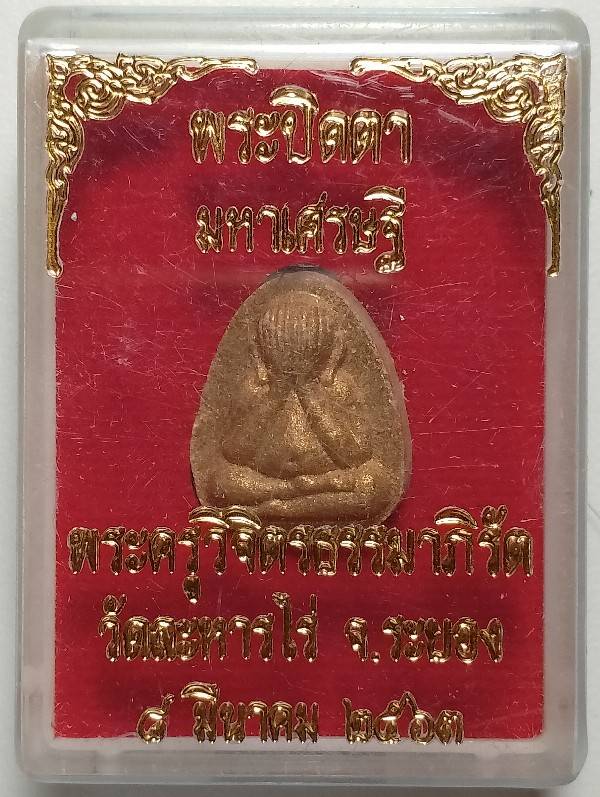 พระปิดตา
มหาเศรษฐี
พระครูวิจิตรธรรมาภิรัต
วัดละหารไร่ จ.ระยอง
๘ มีนาคม ๒๕๖๓